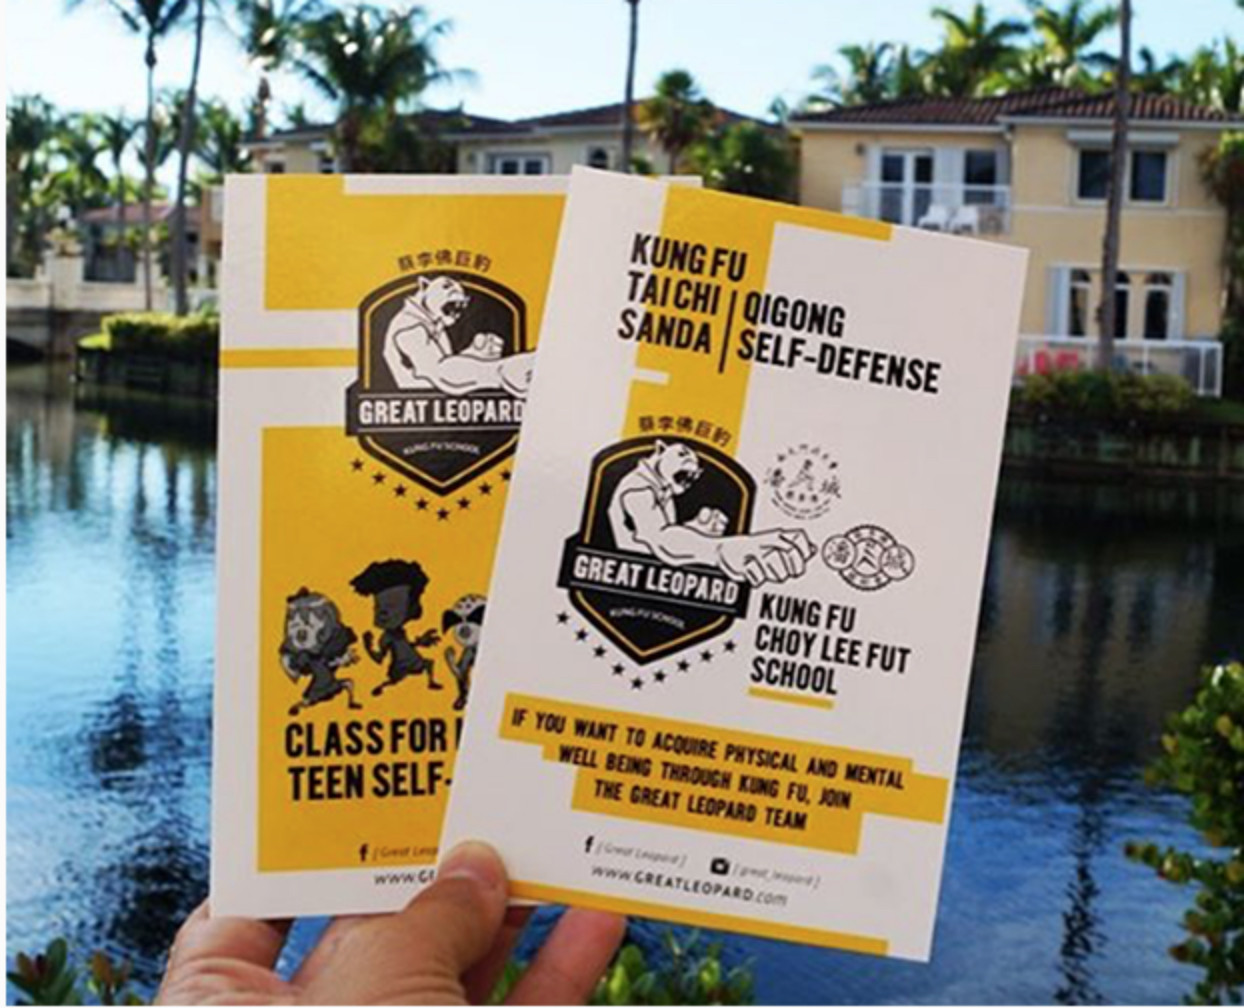 蔡李佛巨豹
GREAT LEOPARD
KUNG FU SCHOOL
CLASS FOR
TEEN SELF-
WWW.G
KUNG FU
TAI CHI
SANDA
QIGONG
SELF-DEFENSE
蔡李佛巨豹
GREAT LEOPARD
KUNG FU SCHOOL
KUNG FU
CHOY LEE FUT
SCHOOL
IF YOU WANT TO ACQUIRE PHYSICAL AND MENTAL
WELL BEING THROUGH KUNG FU, JOIN
THE GREAT LEOPARD TEAM
f [ Great Leopard ]
[ great_leopard ]
WWW.GREATLEOPARD.com